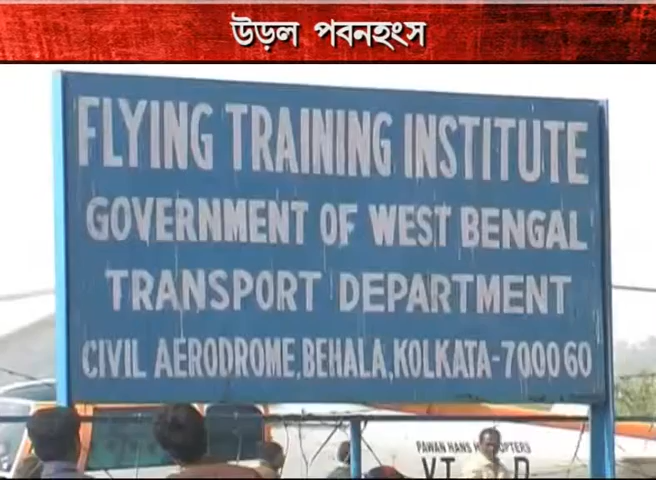 উড়ল পবনহংস
FLYING TRAINING INSTITUTE
GOVERNMENT OF WEST BENGAL
TRANSPORT DEPARTMENT
CIVIL AERODROME, BEHALA, KOLKATA-700060
PAWAN HANS HELICOPTERS